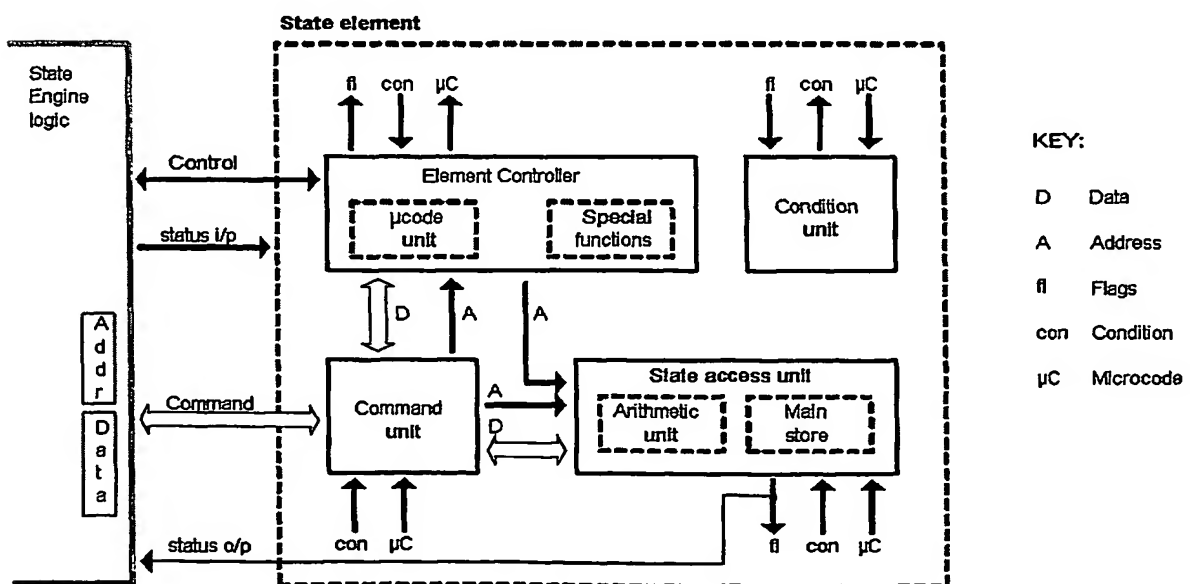 State element
State
Engine
logic
fl con µC
fl con µC
Control
Element Controller
µcode
unit
Special
functions
Condition
unit
status i/p
KEY:
D Data
A Address
fl Flags
con Condition
µC Microcode
D
A
A
Addr
Data
Command
Command
unit
A
D
State access unit
Arithmetic
unit
Main
store
con µC
fl con µC
status o/p